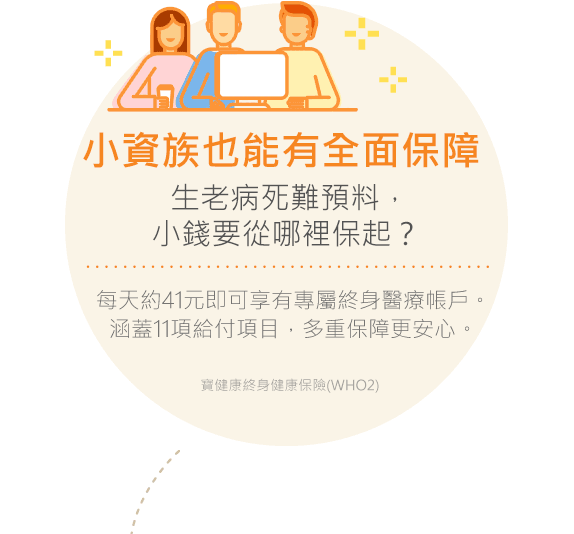 小資族也能有全面保障
生老病死難預料，
小錢要從哪裡保起？
每天約41元即可享有專屬終身醫療帳戶。
涵蓋11項給付項目，多重保障更安心。
寶健康終身健康保險(WHO2)